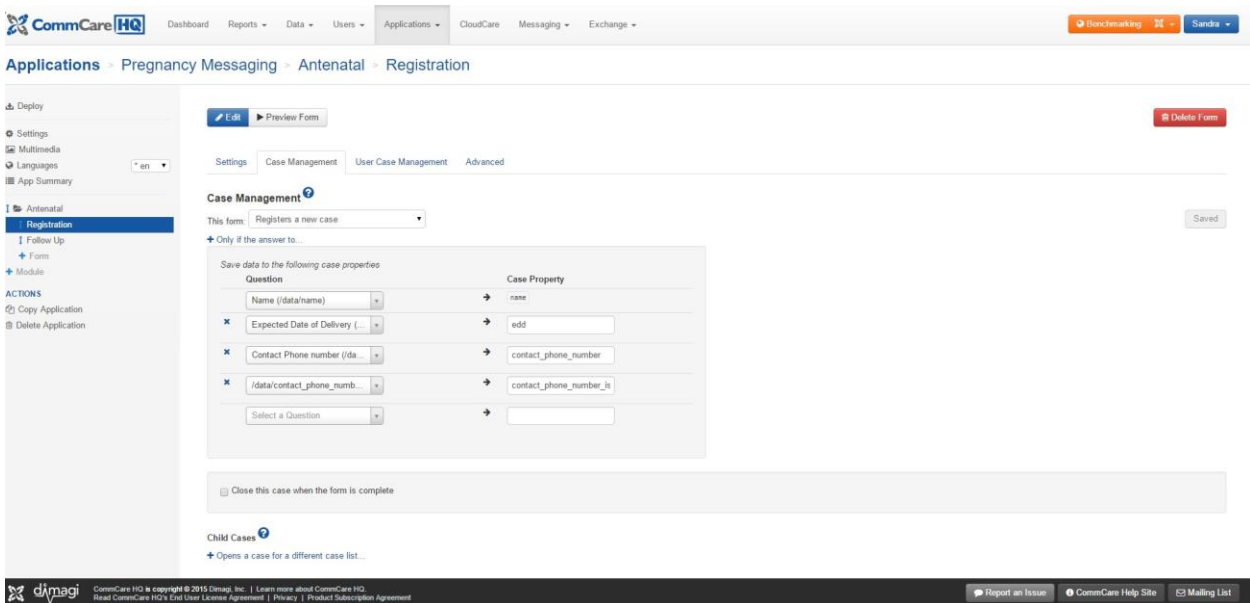 CommCare HQ Dashboard Reports Data Users Applications CloudCare Messaging Exchange Benchmarking Sandra
Applications > Pregnancy Messaging > Antenatal > Registration
Deploy
Settings
Multimedia
Languages * en
App Summary
Antenatal
Registration
Follow Up
+ Form
+ Module
ACTIONS
Copy Application
Delete Application
Edit Preview Form Delete Form
Settings Case Management User Case Management Advanced
Case Management ?
This form: Registers a new case Saved
+ Only if the answer to...
Save data to the following case properties
Question Case Property
Name (/data/name) → name
Expected Date of Delivery (... → edd
Contact Phone number (/da... → contact_phone_number
/data/contact_phone_numb... → contact_phone_number_is
Select a Question →
Close this case when the form is complete
Child Cases ?
+ Opens a case for a different case list...
dimagi CommCare HQ is copyright © 2015 Dimagi, Inc. | Learn more about CommCare HQ.
Read CommCare HQ's End User License Agreement | Privacy | Product Subscription Agreement
Report an Issue CommCare Help Site Mailing List